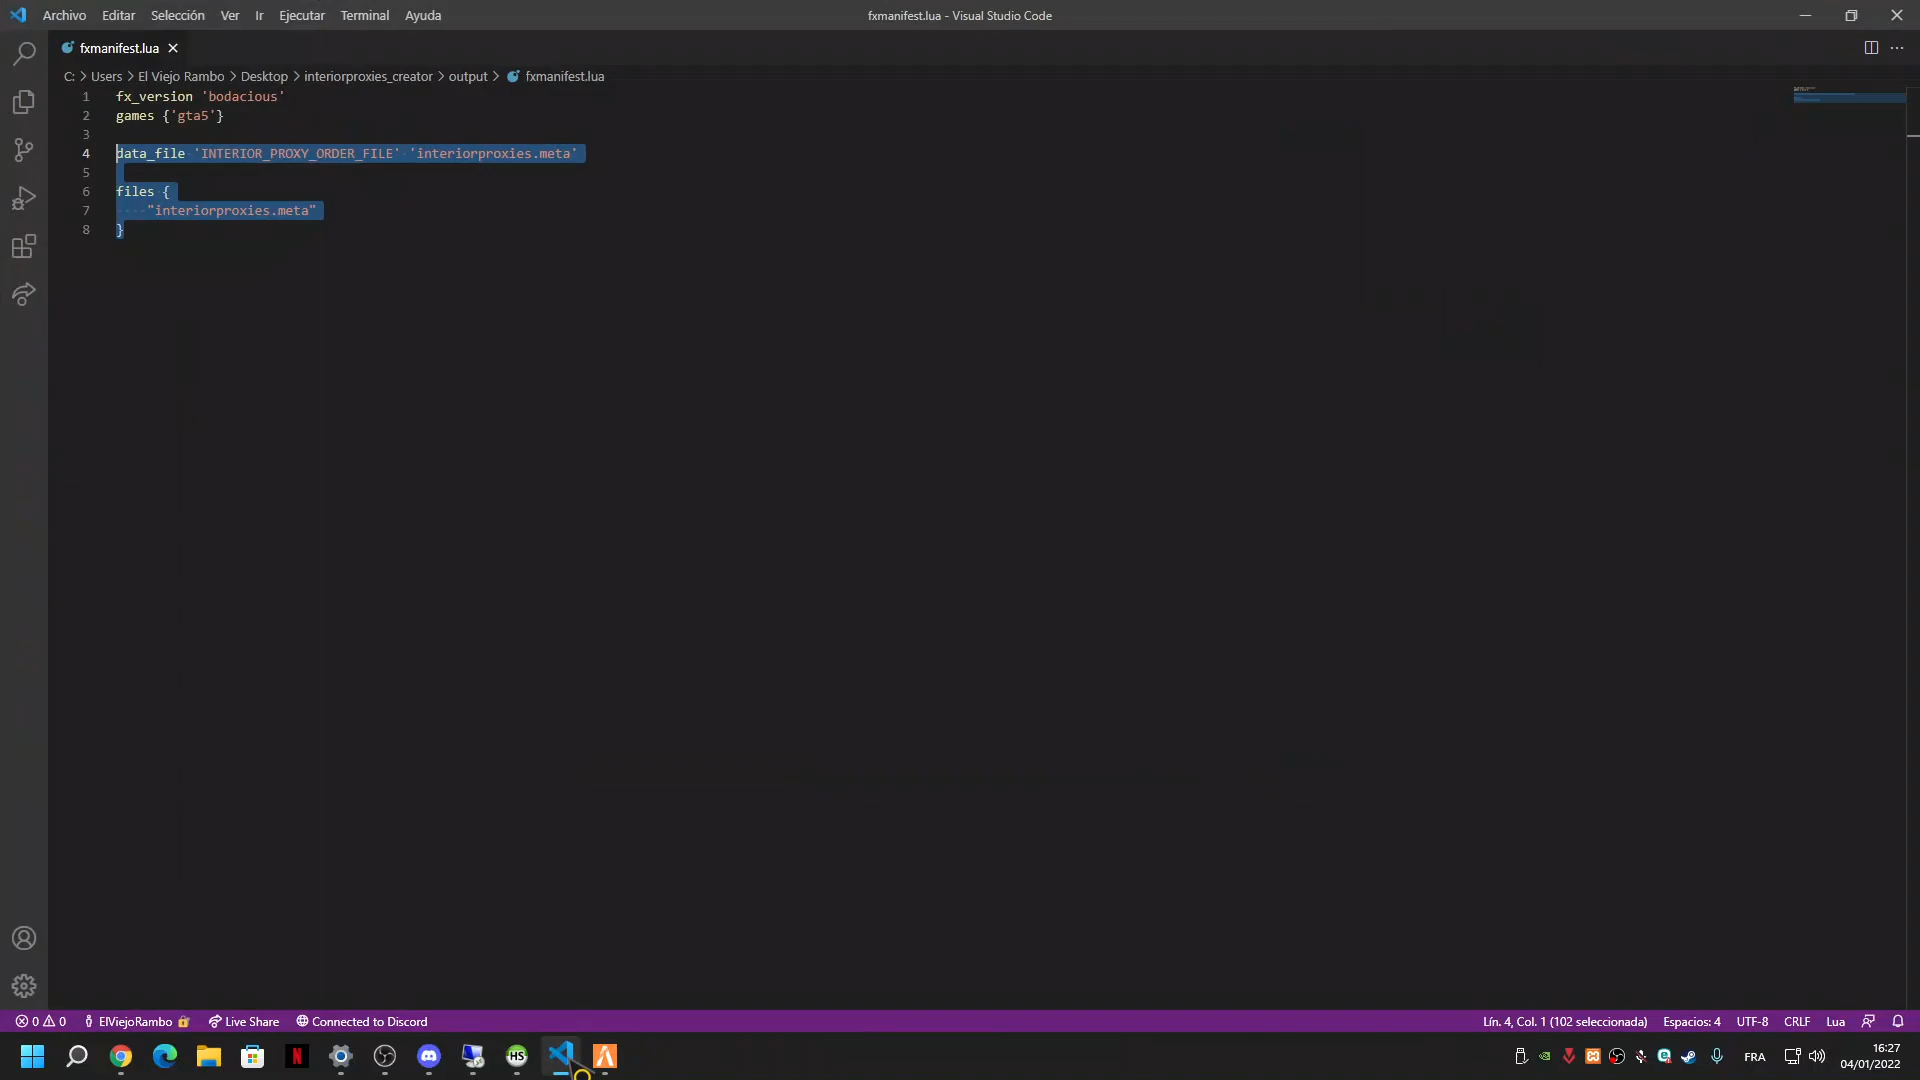 Archivo Editar Selección Ver Ir Ejecutar Terminal Ayuda
fxmanifest.lua - Visual Studio Code
fxmanifest.lua
C: > Users > El Viejo Rambo > Desktop > interiorproxies_creator > output > fxmanifest.lua
1 fx_version 'bodacious'
2 games {'gta5'}
3
4 data_file 'INTERIOR_PROXY_ORDER_FILE' 'interiorproxies.meta'
5
6 files {
7 "interiorproxies.meta"
8 }
0 0 ElViejoRambo Live Share Connected to Discord
Lín. 4, Col. 1 (102 seleccionada) Espacios: 4 UTF-8 CRLF Lua
N HS
FRA
16:27
04/01/2022